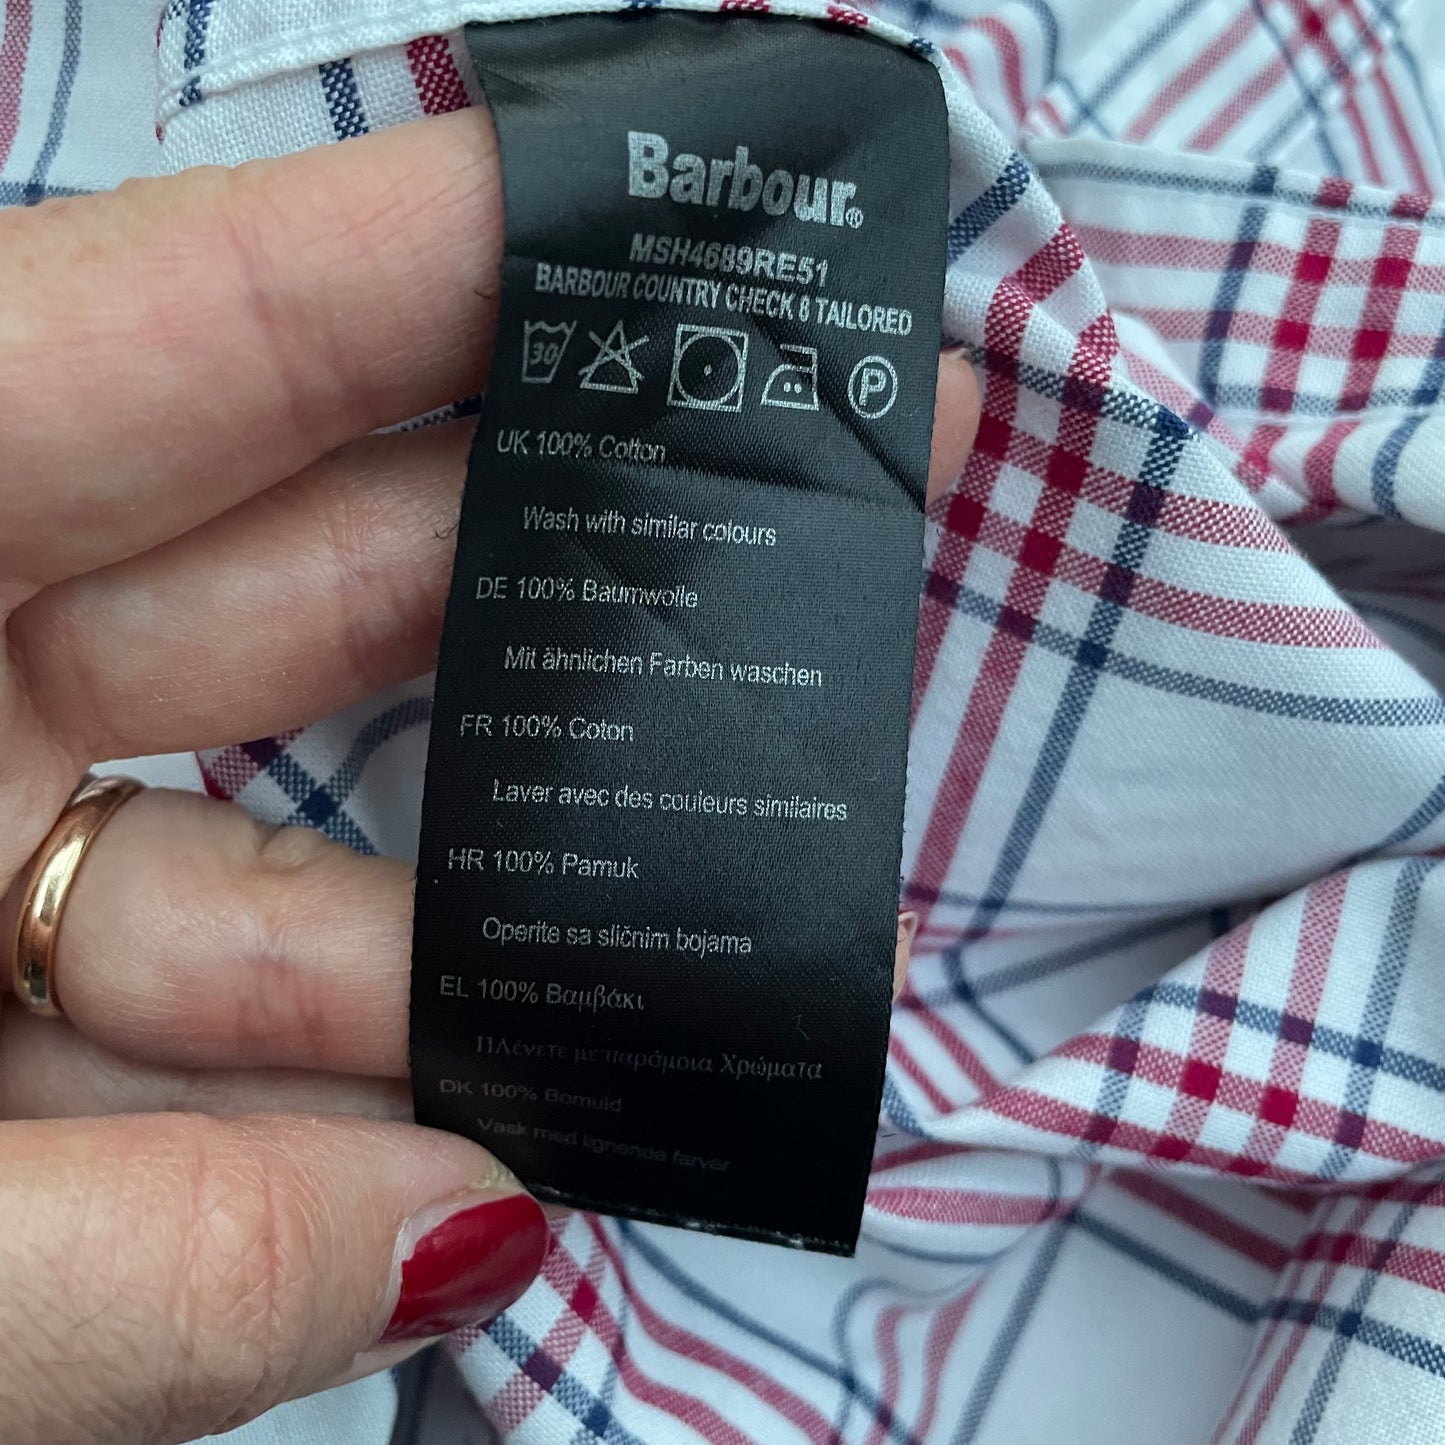 Barbour®
MSH4689RE51
BARBOUR COUNTRY CHECK 8 TAILORED
30 P
UK 100% Cotton
Wash with similar colours
DE 100% Baumwolle
Mit ähnlichen Farben waschen
FR 100% Coton
Laver avec des couleurs similaires
HR 100% Pamuk
Operite sa sličnim bojama
EL 100% Βαμβάκι
Πλένετε με παρόμοια Χρώματα
DK 100% Bomuld
Vask med lignende farver